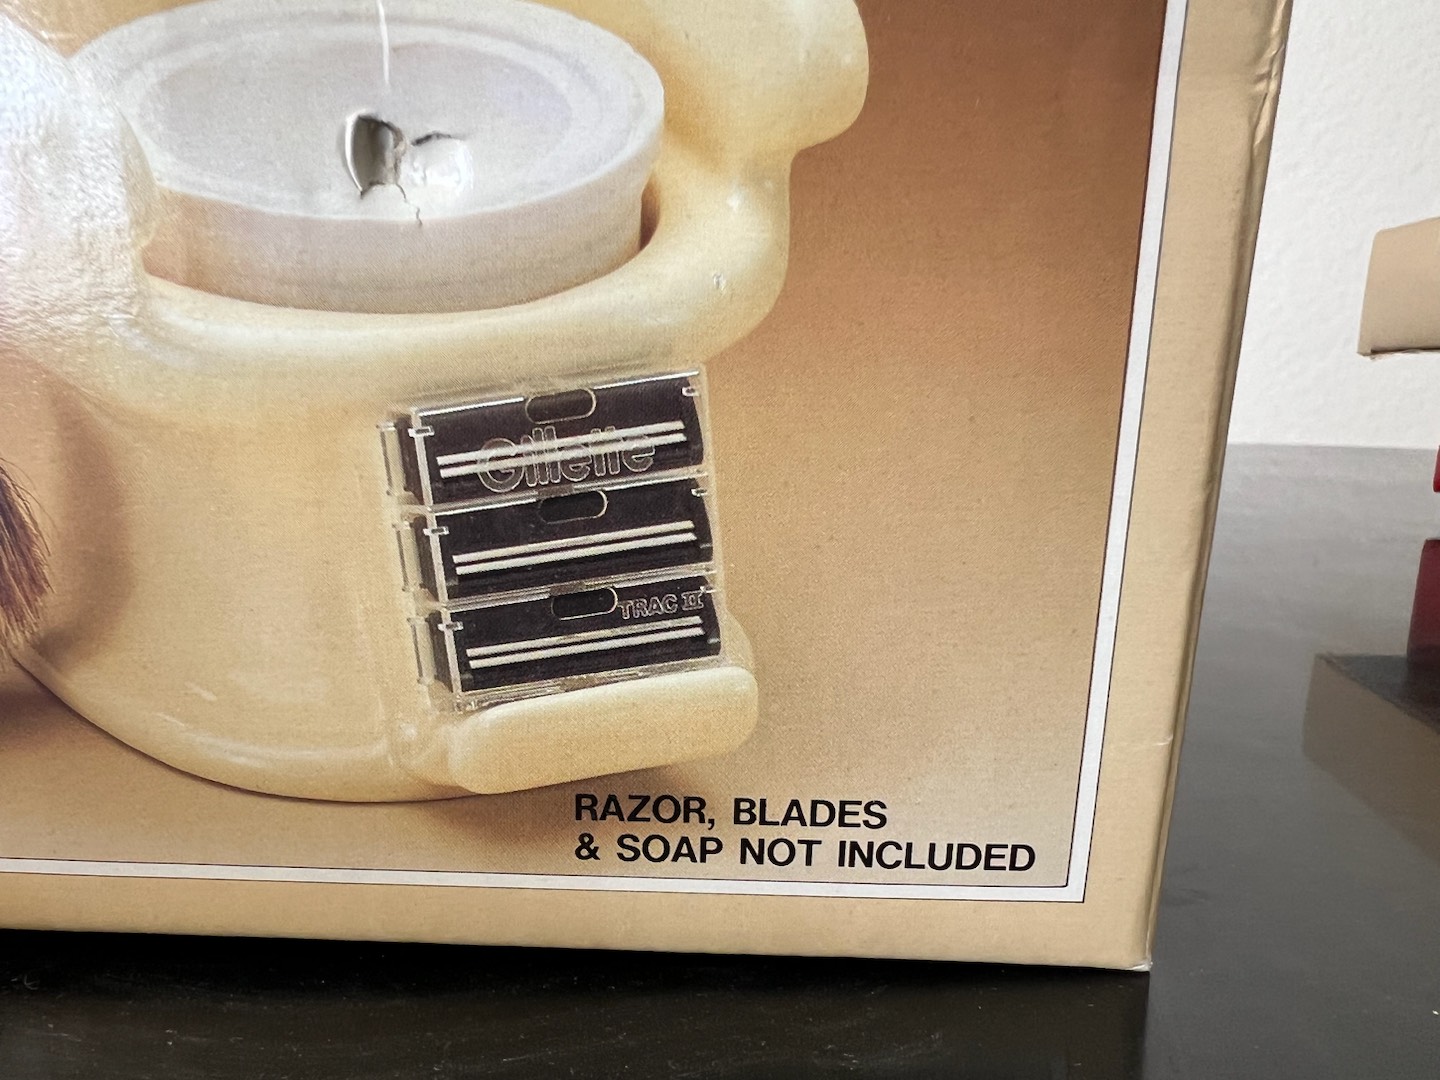 Gillette
TRAC II
RAZOR, BLADES
& SOAP NOT INCLUDED